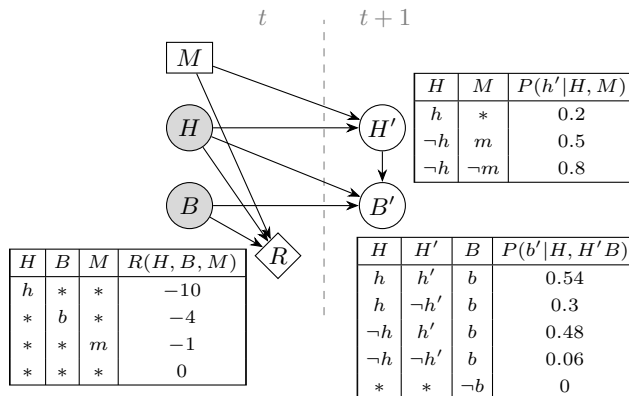 t t + 1
M
H M P(h′|H, M)
h ∗ 0.2
¬h m 0.5
¬h ¬m 0.8
H H′
B B′
R
H B M R(H, B, M)
h ∗ ∗ −10
∗ b ∗ −4
∗ ∗ m −1
∗ ∗ ∗ 0
H H′ B P(b′|H, H′B)
h h′ b 0.54
h ¬h′ b 0.3
¬h h′ b 0.48
¬h ¬h′ b 0.06
∗ ∗ ¬b 0